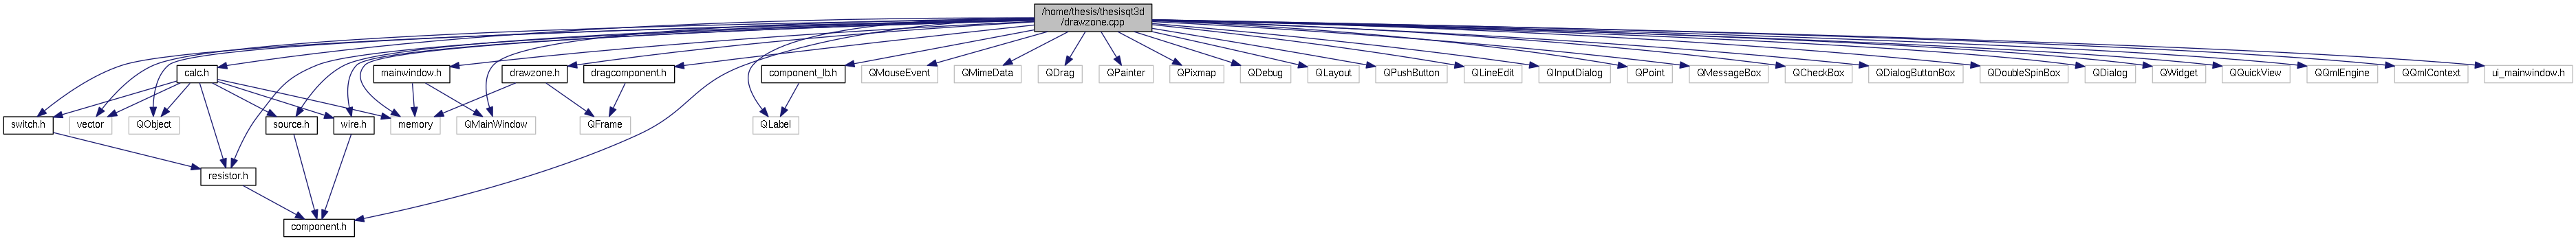 /home/thesis/thesisqt3d
/drawzone.cpp
calc.h
mainwindow.h
drawzone.h
dragcomponent.h
component_lb.h
QMouseEvent
QMimeData
QDrag
QPainter
QPixmap
QDebug
QLayout
QPushButton
QLineEdit
QInputDialog
QPoint
QMessageBox
QCheckBox
QDialogButtonBox
QDoubleSpinBox
QDialog
QWidget
QQuickView
QQmlEngine
QQmlContext
ui_mainwindow.h
switch.h
vector
QObject
source.h
wire.h
memory
QMainWindow
QFrame
QLabel
resistor.h
component.h